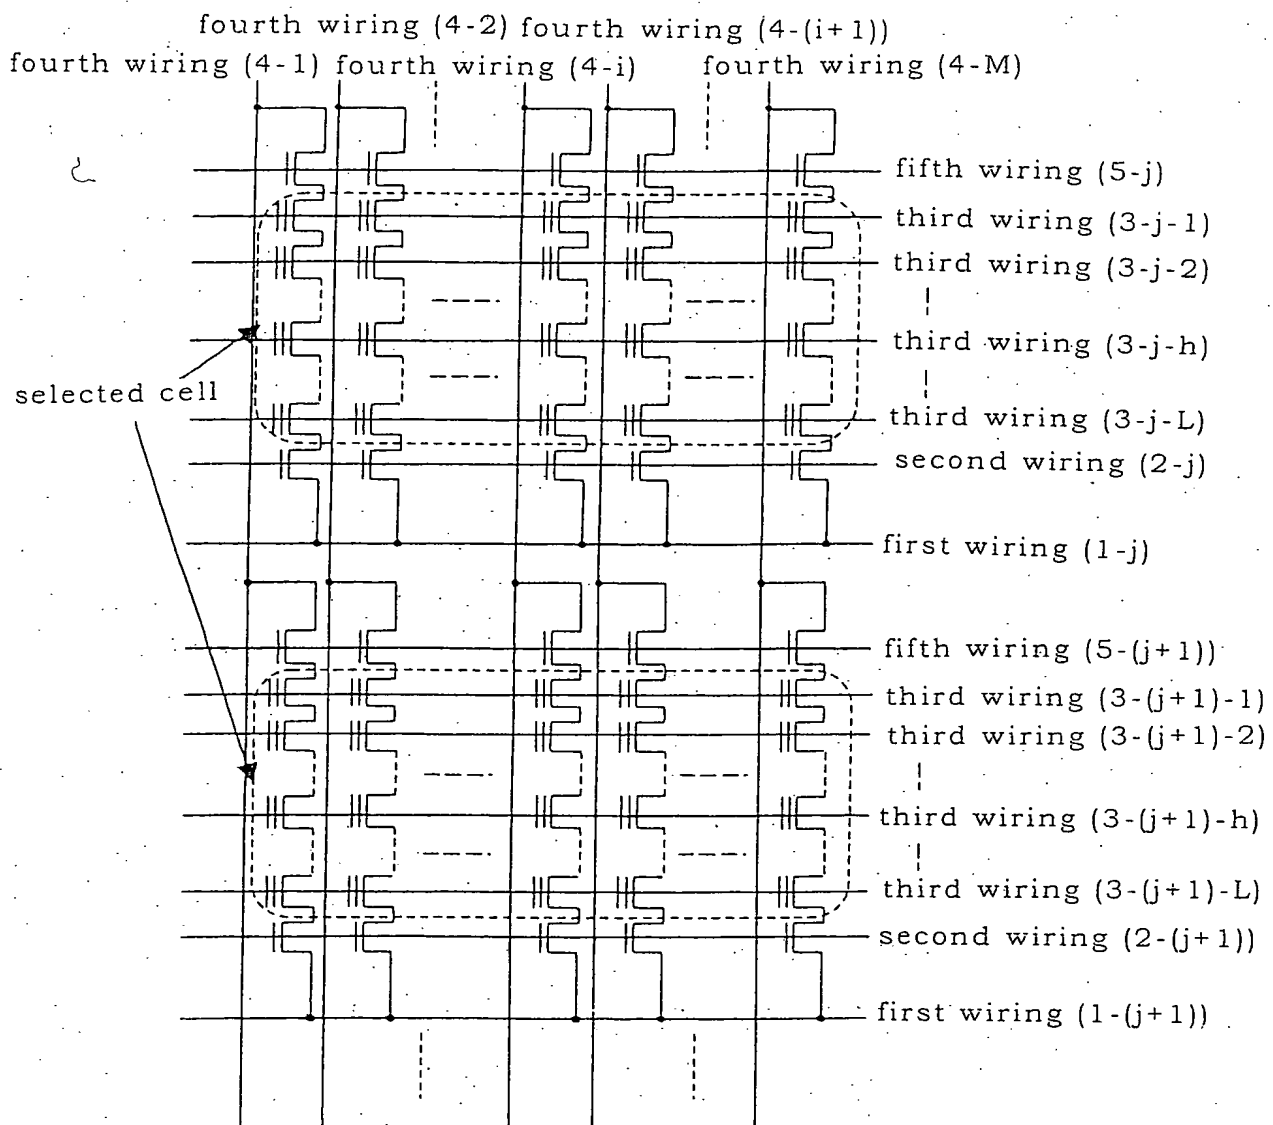 fourth wiring (4-2) fourth wiring (4-(i+1))
fourth wiring (4-1) fourth wiring (4-i) fourth wiring (4-M)
fifth wiring (5-j)
third wiring (3-j-1)
third wiring (3-j-2)
third wiring (3-j-h)
selected cell
third wiring (3-j-L)
second wiring (2-j)
first wiring (1-j)
fifth wiring (5-(j+1))
third wiring (3-(j+1)-1)
third wiring (3-(j+1)-2)
third wiring (3-(j+1)-h)
third wiring (3-(j+1)-L)
second wiring (2-(j+1))
first wiring (1-(j+1))